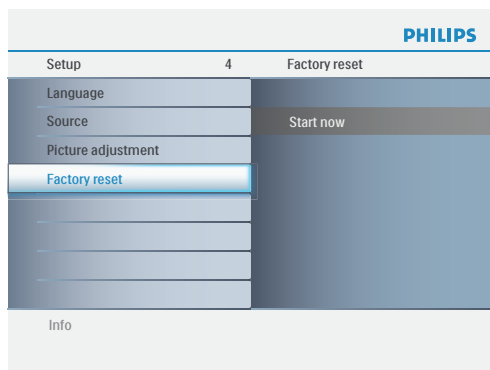 PHILIPS
Setup 4 Factory reset
Language
Source Start now
Picture adjustment
Factory reset
Info